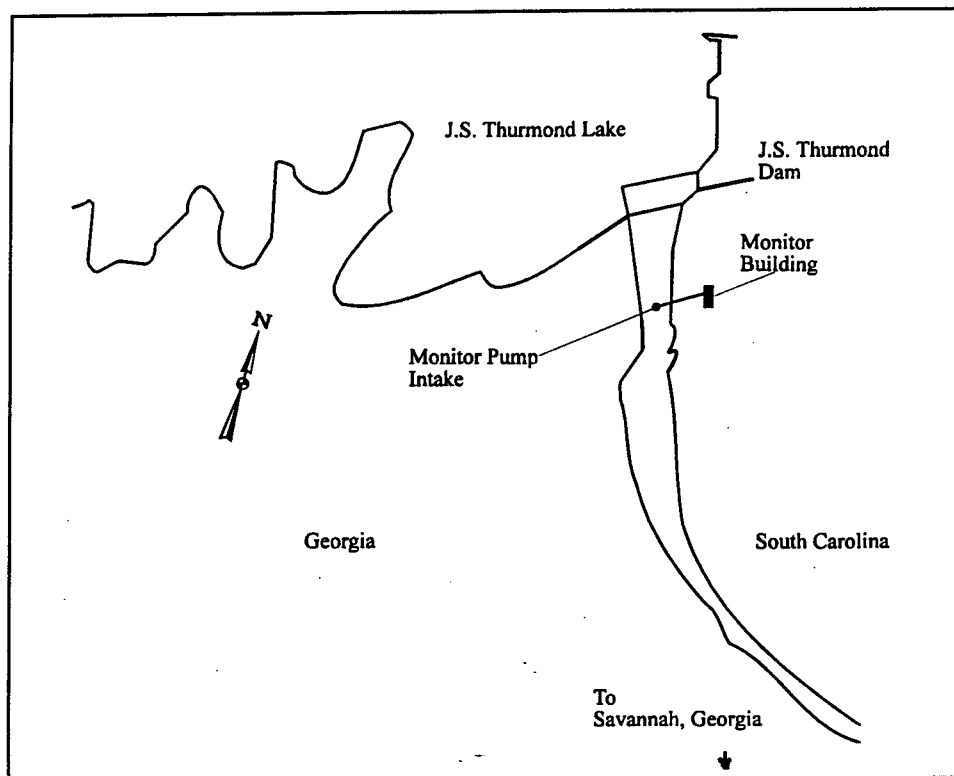 J.S. Thurmond Lake
J.S. Thurmond
Dam
Monitor
Building
N
Monitor Pump
Intake
Georgia
South Carolina
To
Savannah, Georgia